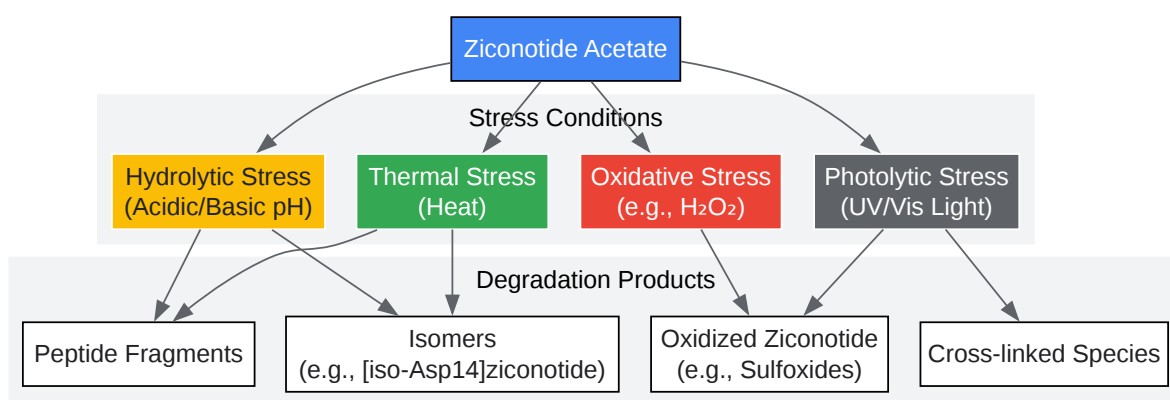 Ziconotide Acetate
Stress Conditions
Hydrolytic Stress
(Acidic/Basic pH)
Thermal Stress
(Heat)
Oxidative Stress
(e.g., H₂O₂)
Photolytic Stress
(UV/Vis Light)
Degradation Products
Peptide Fragments
Isomers
(e.g., [iso-Asp14]ziconotide)
Oxidized Ziconotide
(e.g., Sulfoxides)
Cross-linked Species